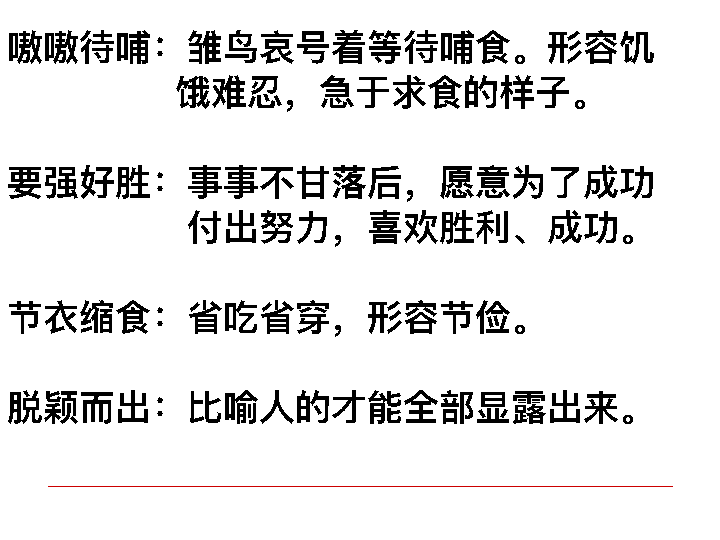 嗷嗷待哺：雏鸟哀号着等待哺食。形容饥
饿难忍，急于求食的样子。
要强好胜：事事不甘落后，愿意为了成功
付出努力，喜欢胜利、成功。
节衣缩食：省吃省穿，形容节俭。
脱颖而出：比喻人的才能全部显露出来。